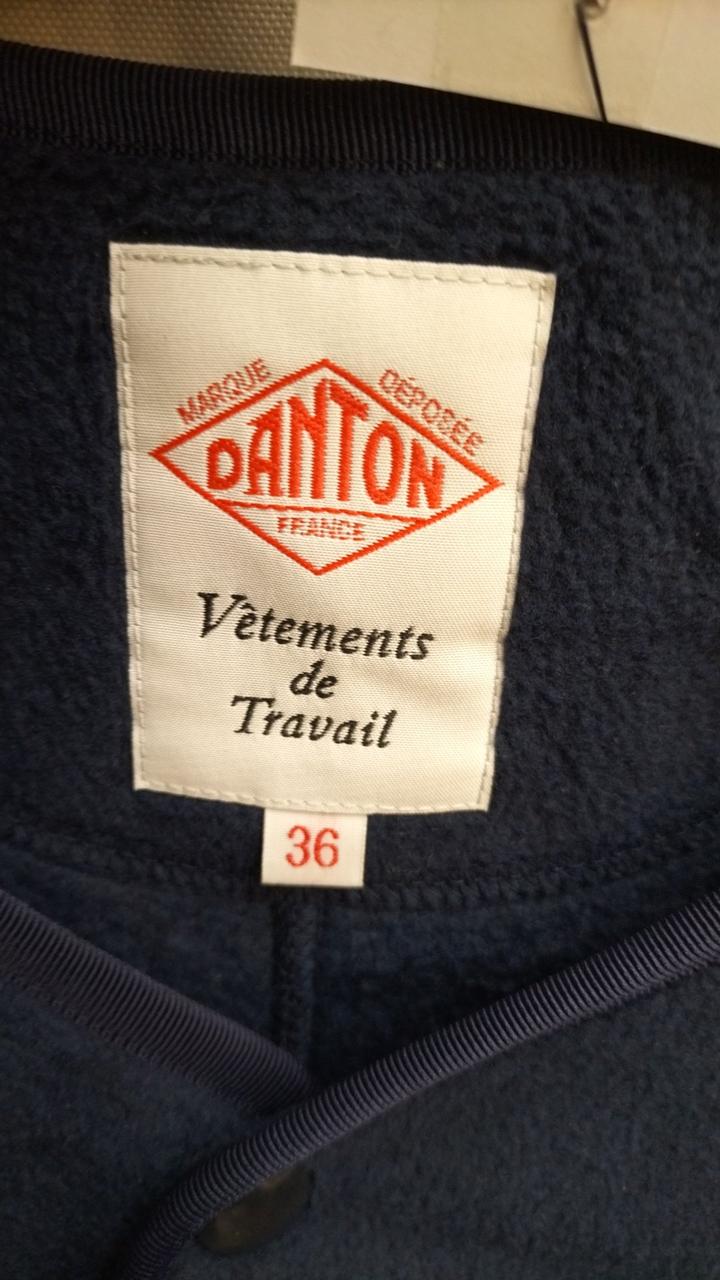 MARQUE DÉPOSÉE
DANTON
FRANCE
Vêtements
de
Travail
36